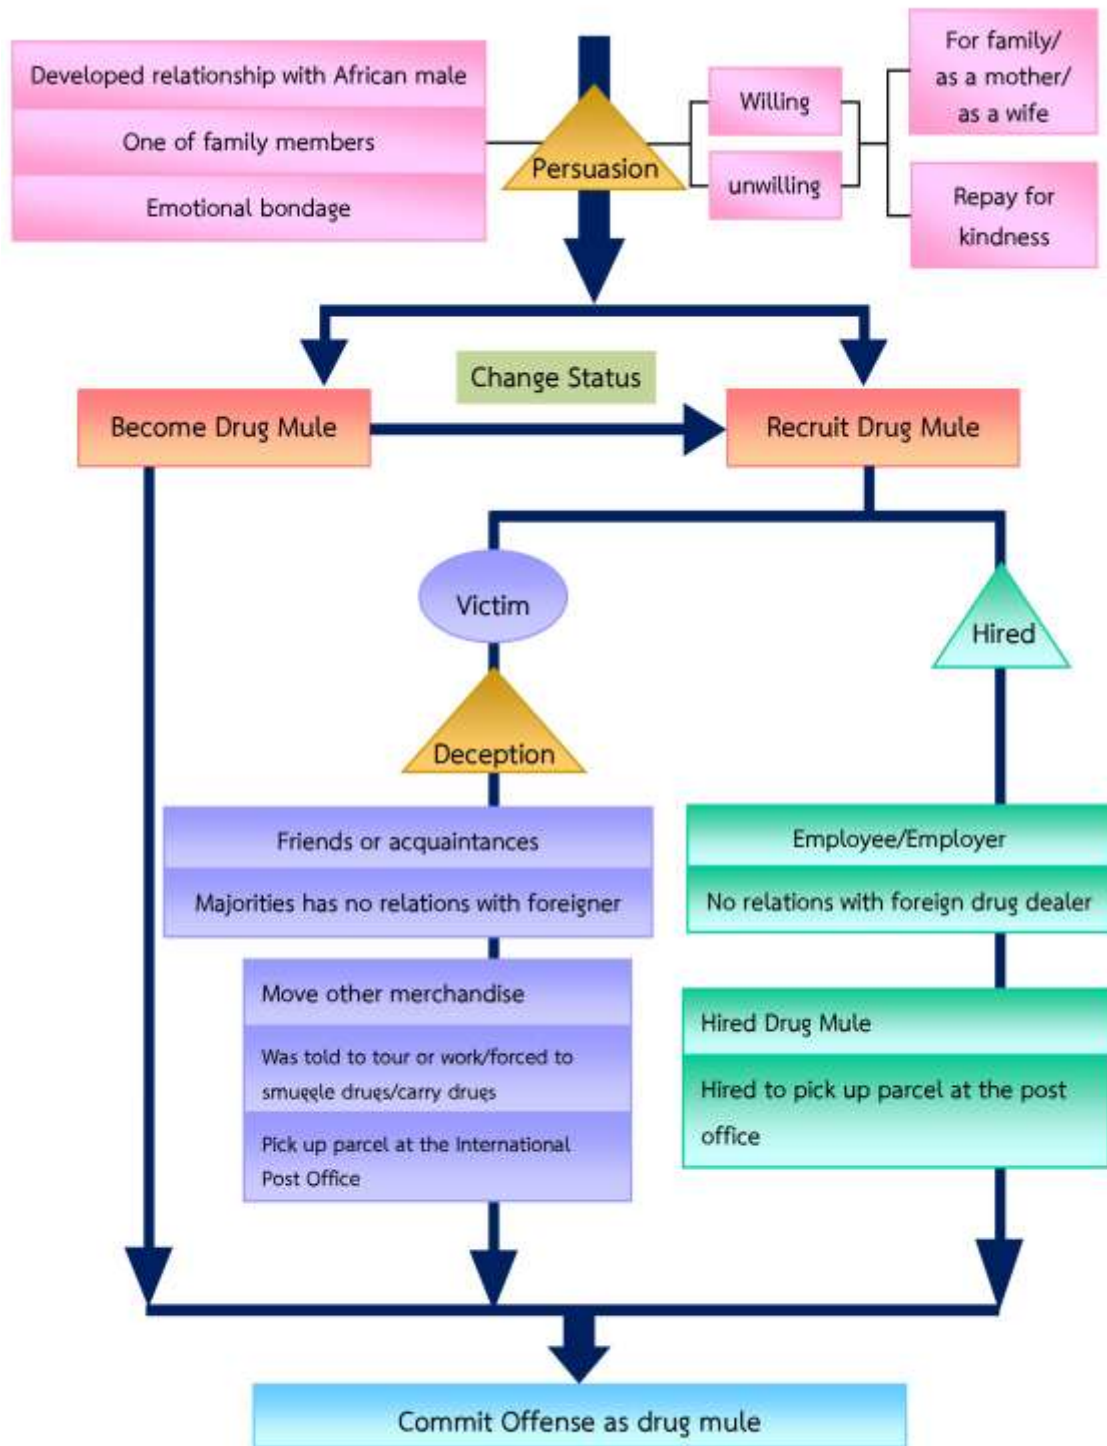 Developed relationship with African male
One of family members
Emotional bondage
Persuasion
Willing
unwilling
For family/
as a mother/
as a wife
Repay for
kindness
Change Status
Become Drug Mule
Recruit Drug Mule
Victim
Hired
Deception
Friends or acquaintances
Majorities has no relations with foreigner
Employee/Employer
No relations with foreign drug dealer
Move other merchandise
Was told to tour or work/forced to
smuggle drugs/carry drugs
Pick up parcel at the International
Post Office
Hired Drug Mule
Hired to pick up parcel at the post
office
Commit Offense as drug mule